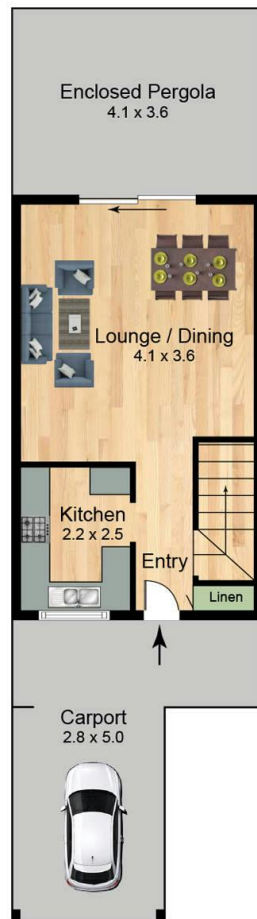 Enclosed Pergola
4.1 x 3.6
Lounge / Dining
4.1 x 3.6
Kitchen
2.2 x 2.5
Entry
Linen
Carport
2.8 x 5.0